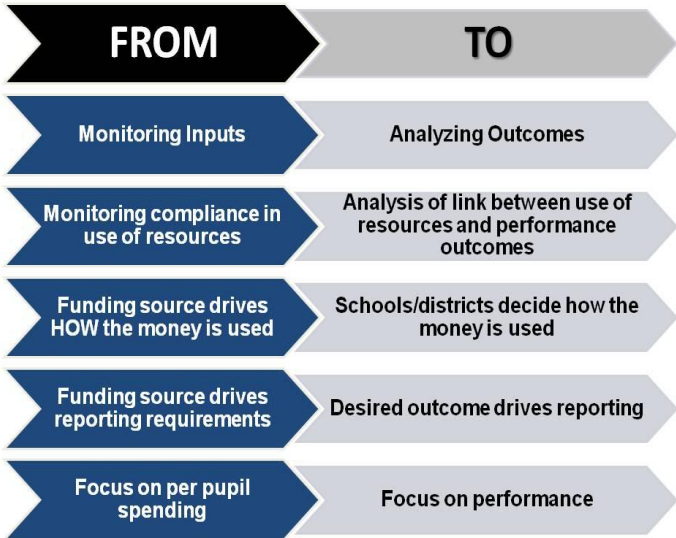 FROM
TO
Monitoring Inputs
Analyzing Outcomes
Monitoring compliance in
use of resources
Analysis of link between use of
resources and performance
outcomes
Funding source drives
HOW the money is used
Schools/districts decide how the
money is used
Funding source drives
reporting requirements
Desired outcome drives reporting
Focus on per pupil
spending
Focus on performance